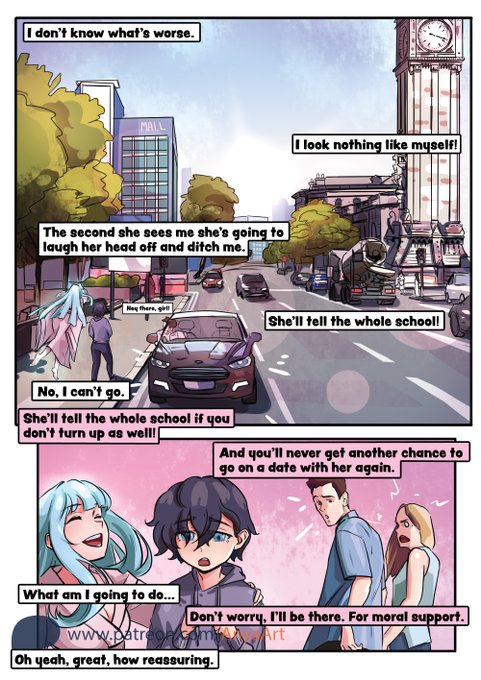 I don't know what's worse.
MALL
I look nothing like myself!
The second she sees me she's going to
laugh her head off and ditch me.
Hey there, girl!
She'll tell the whole school!
No, I can't go.
She'll tell the whole school if you
don't turn up as well!
And you'll never get another chance to
go on a date with her again.
What am I going to do...
Don't worry, I'll be there. For moral support.
www.patreon.com/
Oh yeah, great, how reassuring.